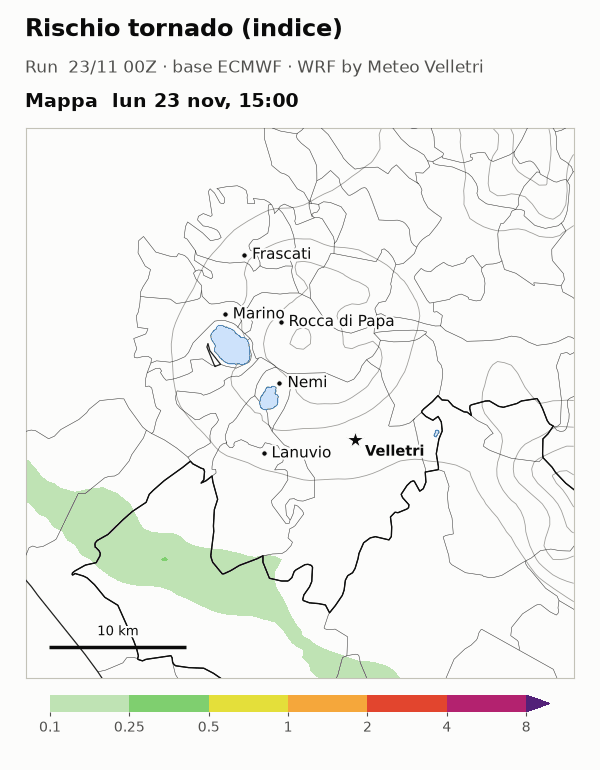 Rischio tornado (indice)
Run  23/11 00Z · base ECMWF · WRF by Meteo Velletri
Mappa  lun 23 nov, 15:00
Frascati
Marino
Rocca di Papa
Nemi
Velletri
Lanuvio
10 km
0.1 0.25 0.5 1 2 4 8